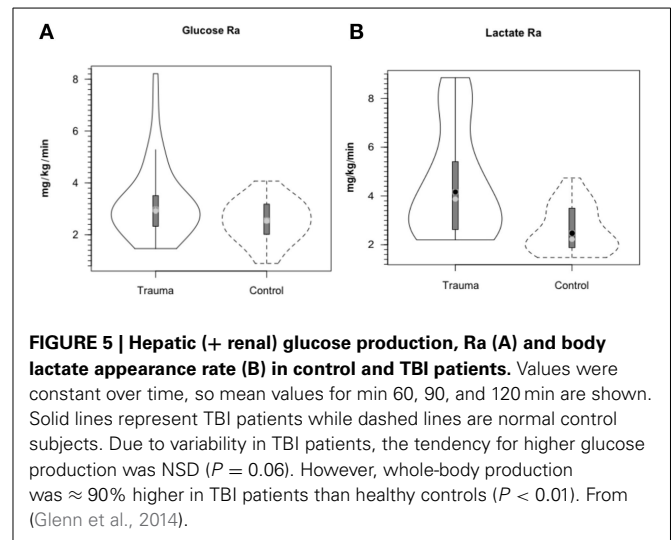 A
Glucose Ra
B
Lactate Ra
mg/kg/min
8
6
4
2
Trauma
Control
mg/kg/min
8
6
4
2
Trauma
Control
FIGURE 5 | Hepatic (+ renal) glucose production, Ra (A) and body
lactate appearance rate (B) in control and TBI patients. Values were
constant over time, so mean values for min 60, 90, and 120 min are shown.
Solid lines represent TBI patients while dashed lines are normal control
subjects. Due to variability in TBI patients, the tendency for higher glucose
production was NSD (P = 0.06). However, whole-body production
was ≈ 90% higher in TBI patients than healthy controls (P < 0.01). From
(Glenn et al., 2014).